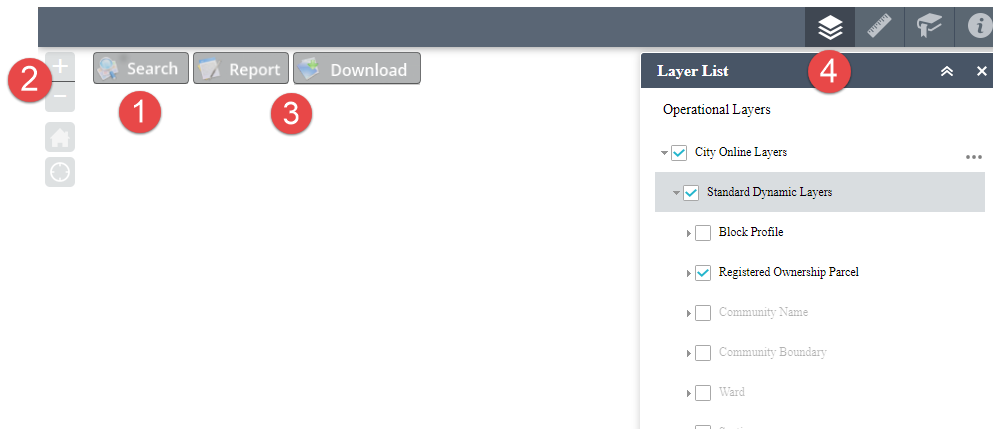 2
Search
Report
Download
1
3
4
Layer List
Operational Layers
City Online Layers
Standard Dynamic Layers
Block Profile
Registered Ownership Parcel
Community Name
Community Boundary
Ward